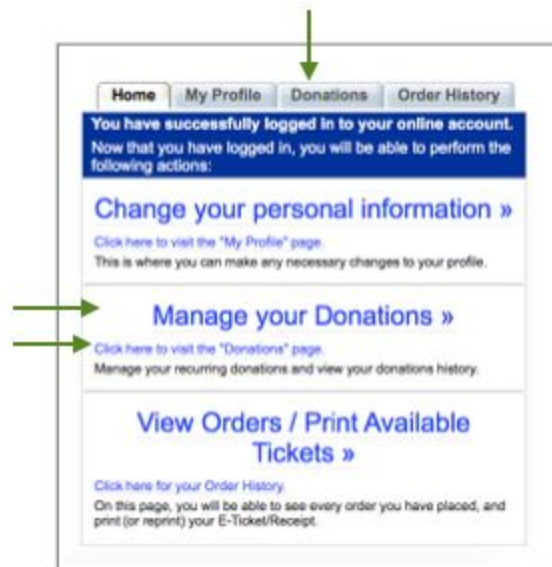 Home My Profile Donations Order History
You have successfully logged in to your online account.
Now that you have logged in, you will be able to perform the
following actions:
Change your personal information »
Click here to visit the "My Profile" page.
This is where you can make any necessary changes to your profile.
Manage your Donations »
Click here to visit the "Donations" page.
Manage your recurring donations and view your donations history.
View Orders / Print Available
Tickets »
Click here for your Order History.
On this page, you will be able to see every order you have placed, and
print (or reprint) your E-Ticket/Receipt.